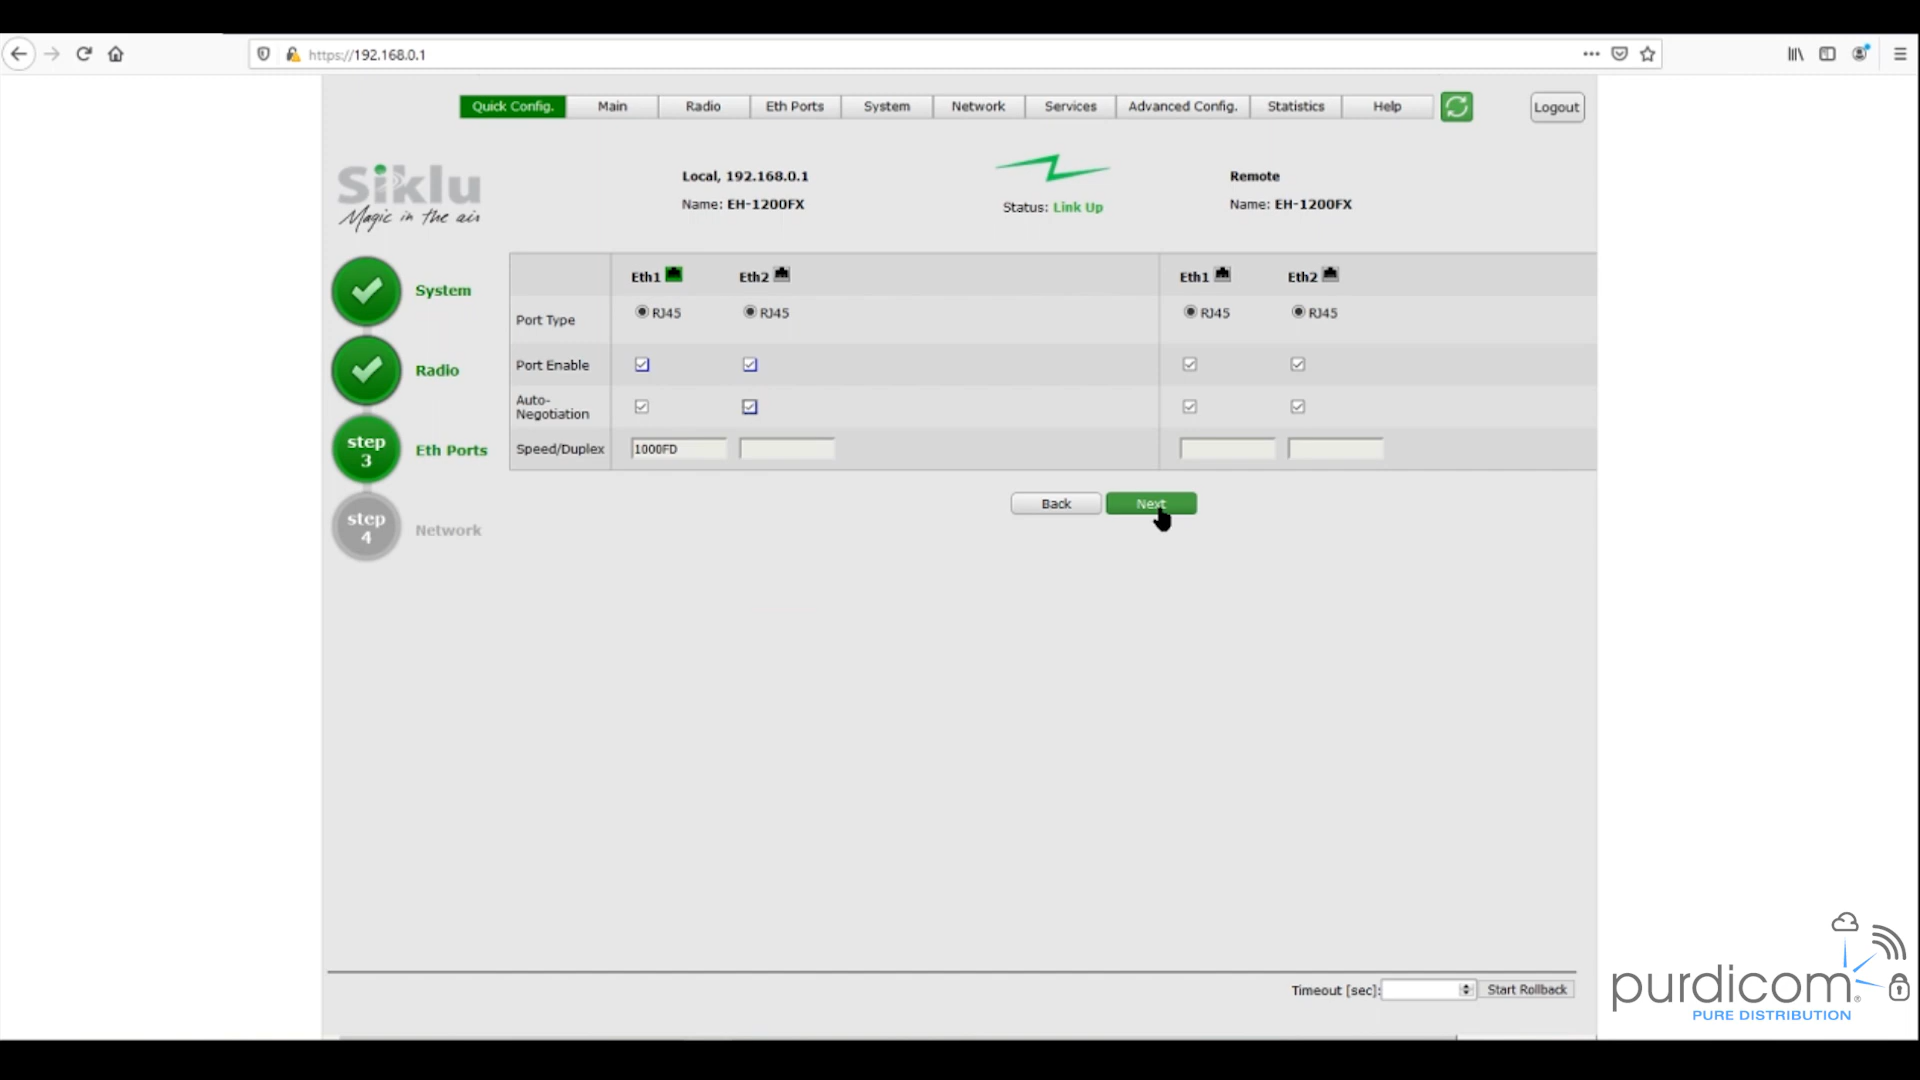 https://192.168.0.1
Quick Config. Main Radio Eth Ports System Network Services Advanced Config. Statistics Help Logout
Siklu
Magic in the air
Local, 192.168.0.1
Name: EH-1200FX
Status: Link Up
Remote
Name: EH-1200FX
System
Radio
step 3 Eth Ports
step 4 Network
Eth1 Eth2 Eth1 Eth2
Port Type RJ45 RJ45 RJ45 RJ45
Port Enable
Auto-
Negotiation
Speed/Duplex 1000FD
Back Next
Timeout [sec]: Start Rollback
purdicom®
PURE DISTRIBUTION